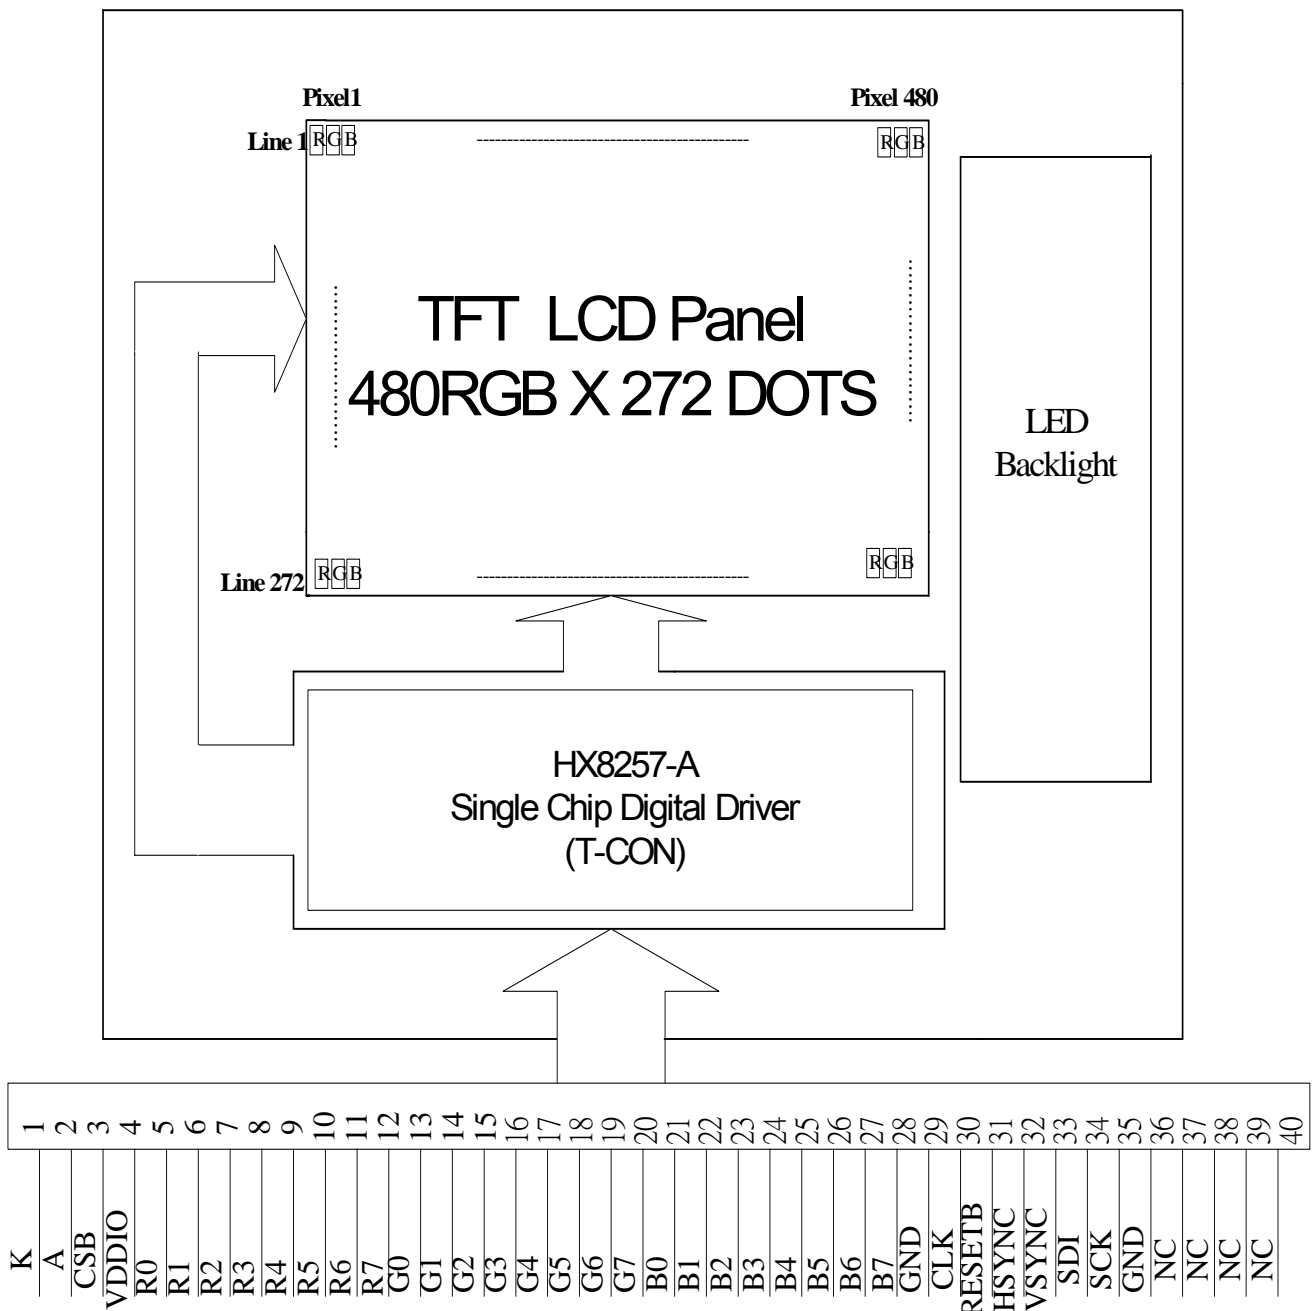 Pixel1 Pixel 480
Line 1 R G B R G B
TFT LCD Panel
480RGB X 272 DOTS
LED
Backlight
Line 272 R G B R G B
HX8257-A
Single Chip Digital Driver
(T-CON)
1 2 3 4 5 6 7 8 9 10 11 12 13 14 15 16 17 18 19 20 21 22 23 24 25 26 27 28 29 30 31 32 33 34 35 36 37 38 39 40
K A CSB VDDIO R0 R1 R2 R3 R4 R5 R6 R7 G0 G1 G2 G3 G4 G5 G6 G7 B0 B1 B2 B3 B4 B5 B6 B7 GND CLK RESETB HSYNC VSYNC SDI SCK GND NC NC NC NC